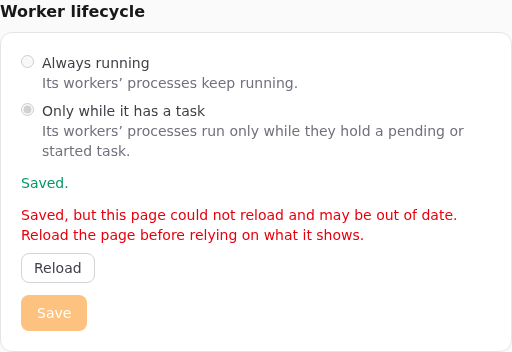 Worker lifecycle
Always running
Its workers’ processes keep running.
Only while it has a task
Its workers’ processes run only while they hold a pending or
started task.
Saved.
Saved, but this page could not reload and may be out of date.
Reload the page before relying on what it shows.
Reload
Save